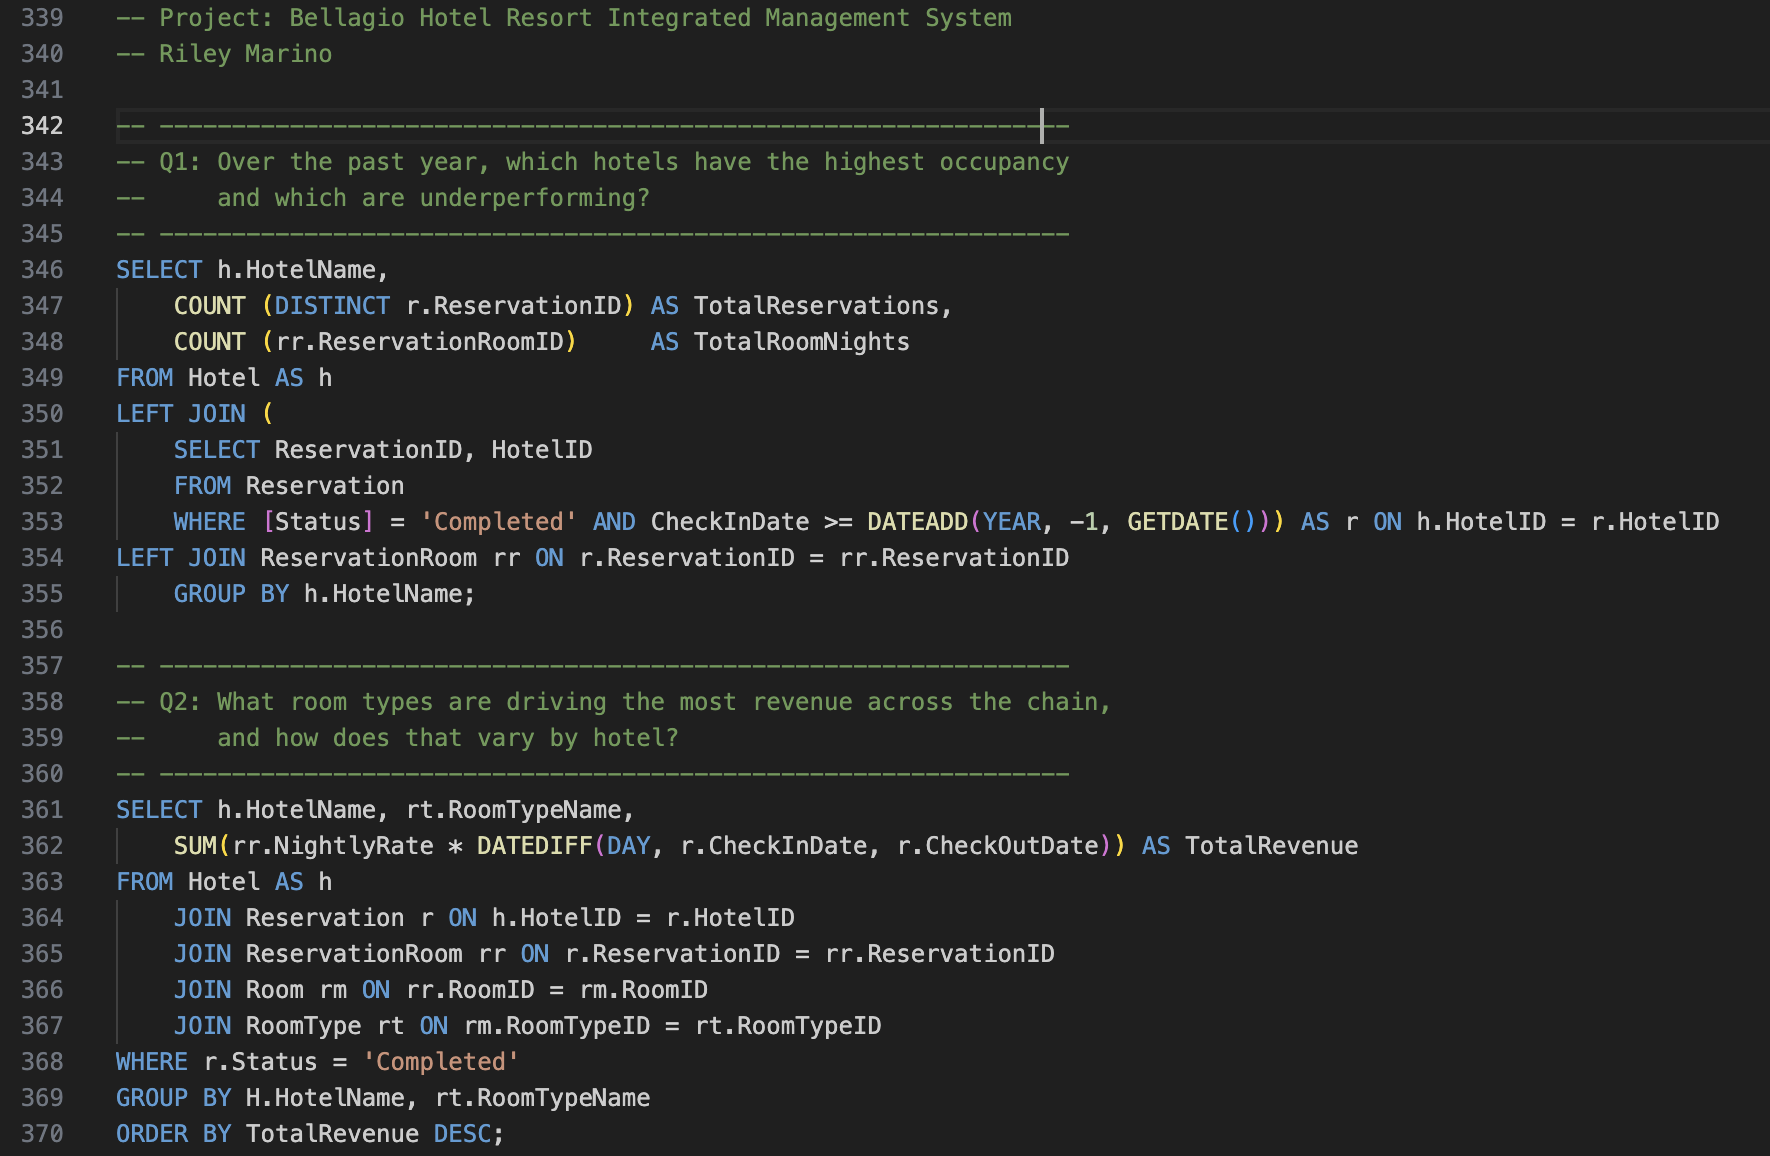 339 -- Project: Bellagio Hotel Resort Integrated Management System
340 -- Riley Marino
341
342 -- ---------------------------------------------------------------
343 -- Q1: Over the past year, which hotels have the highest occupancy
344 --     and which are underperforming?
345 -- ---------------------------------------------------------------
346 SELECT h.HotelName,
347     COUNT (DISTINCT r.ReservationID) AS TotalReservations,
348     COUNT (rr.ReservationRoomID)     AS TotalRoomNights
349 FROM Hotel AS h
350 LEFT JOIN (
351     SELECT ReservationID, HotelID
352     FROM Reservation
353     WHERE [Status] = 'Completed' AND CheckInDate >= DATEADD(YEAR, -1, GETDATE())) AS r ON h.HotelID = r.HotelID
354 LEFT JOIN ReservationRoom rr ON r.ReservationID = rr.ReservationID
355     GROUP BY h.HotelName;
356
357 -- ---------------------------------------------------------------
358 -- Q2: What room types are driving the most revenue across the chain,
359 --     and how does that vary by hotel?
360 -- ---------------------------------------------------------------
361 SELECT h.HotelName, rt.RoomTypeName,
362     SUM(rr.NightlyRate * DATEDIFF(DAY, r.CheckInDate, r.CheckOutDate)) AS TotalRevenue
363 FROM Hotel AS h
364     JOIN Reservation r ON h.HotelID = r.HotelID
365     JOIN ReservationRoom rr ON r.ReservationID = rr.ReservationID
366     JOIN Room rm ON rr.RoomID = rm.RoomID
367     JOIN RoomType rt ON rm.RoomTypeID = rt.RoomTypeID
368 WHERE r.Status = 'Completed'
369 GROUP BY H.HotelName, rt.RoomTypeName
370 ORDER BY TotalRevenue DESC;